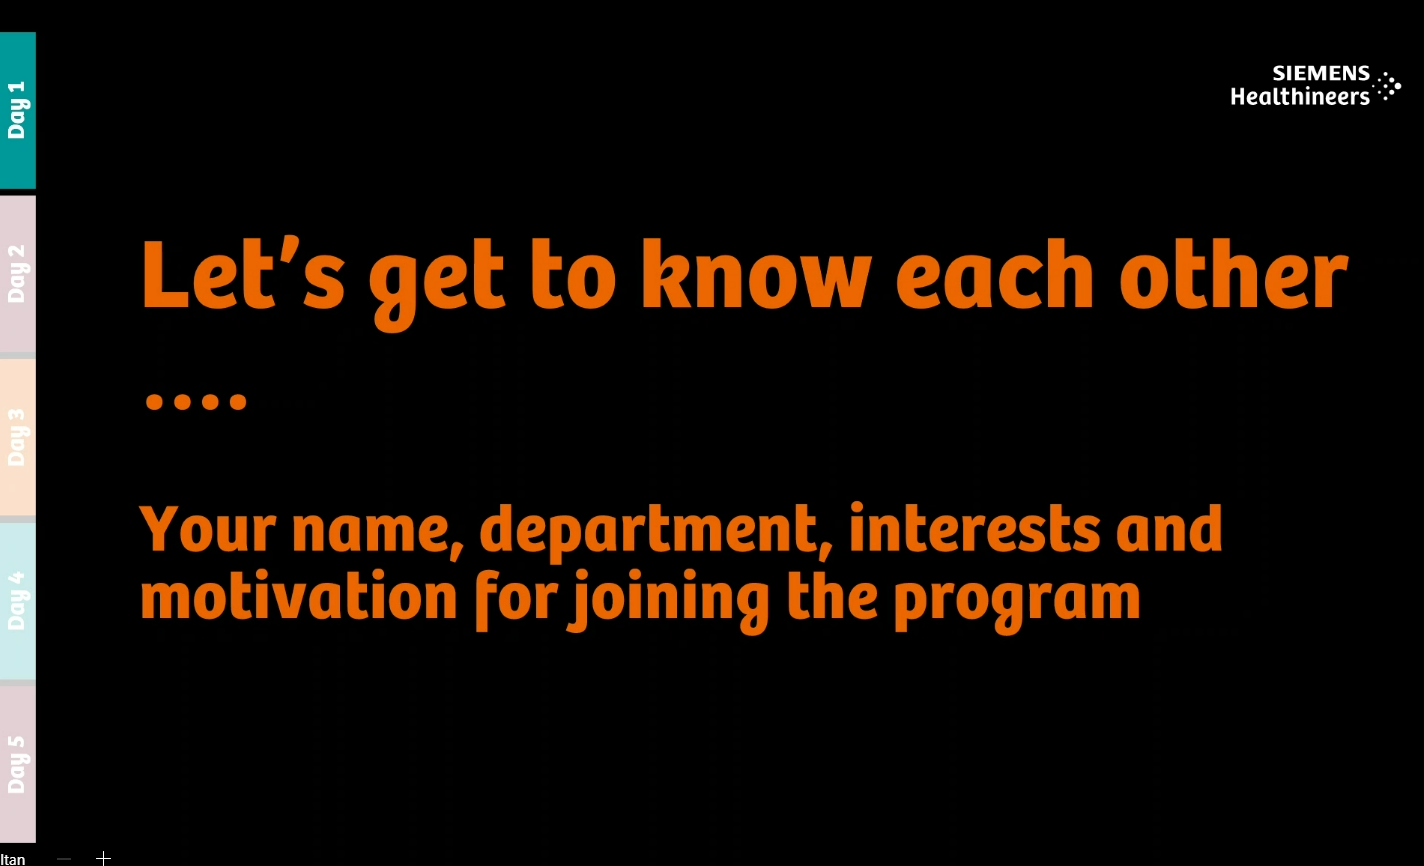 Day 1
Day 2
Day 3
Day 4
Day 5
SIEMENS
Healthineers
Let’s get to know each other
....
Your name, department, interests and
motivation for joining the program
ltan